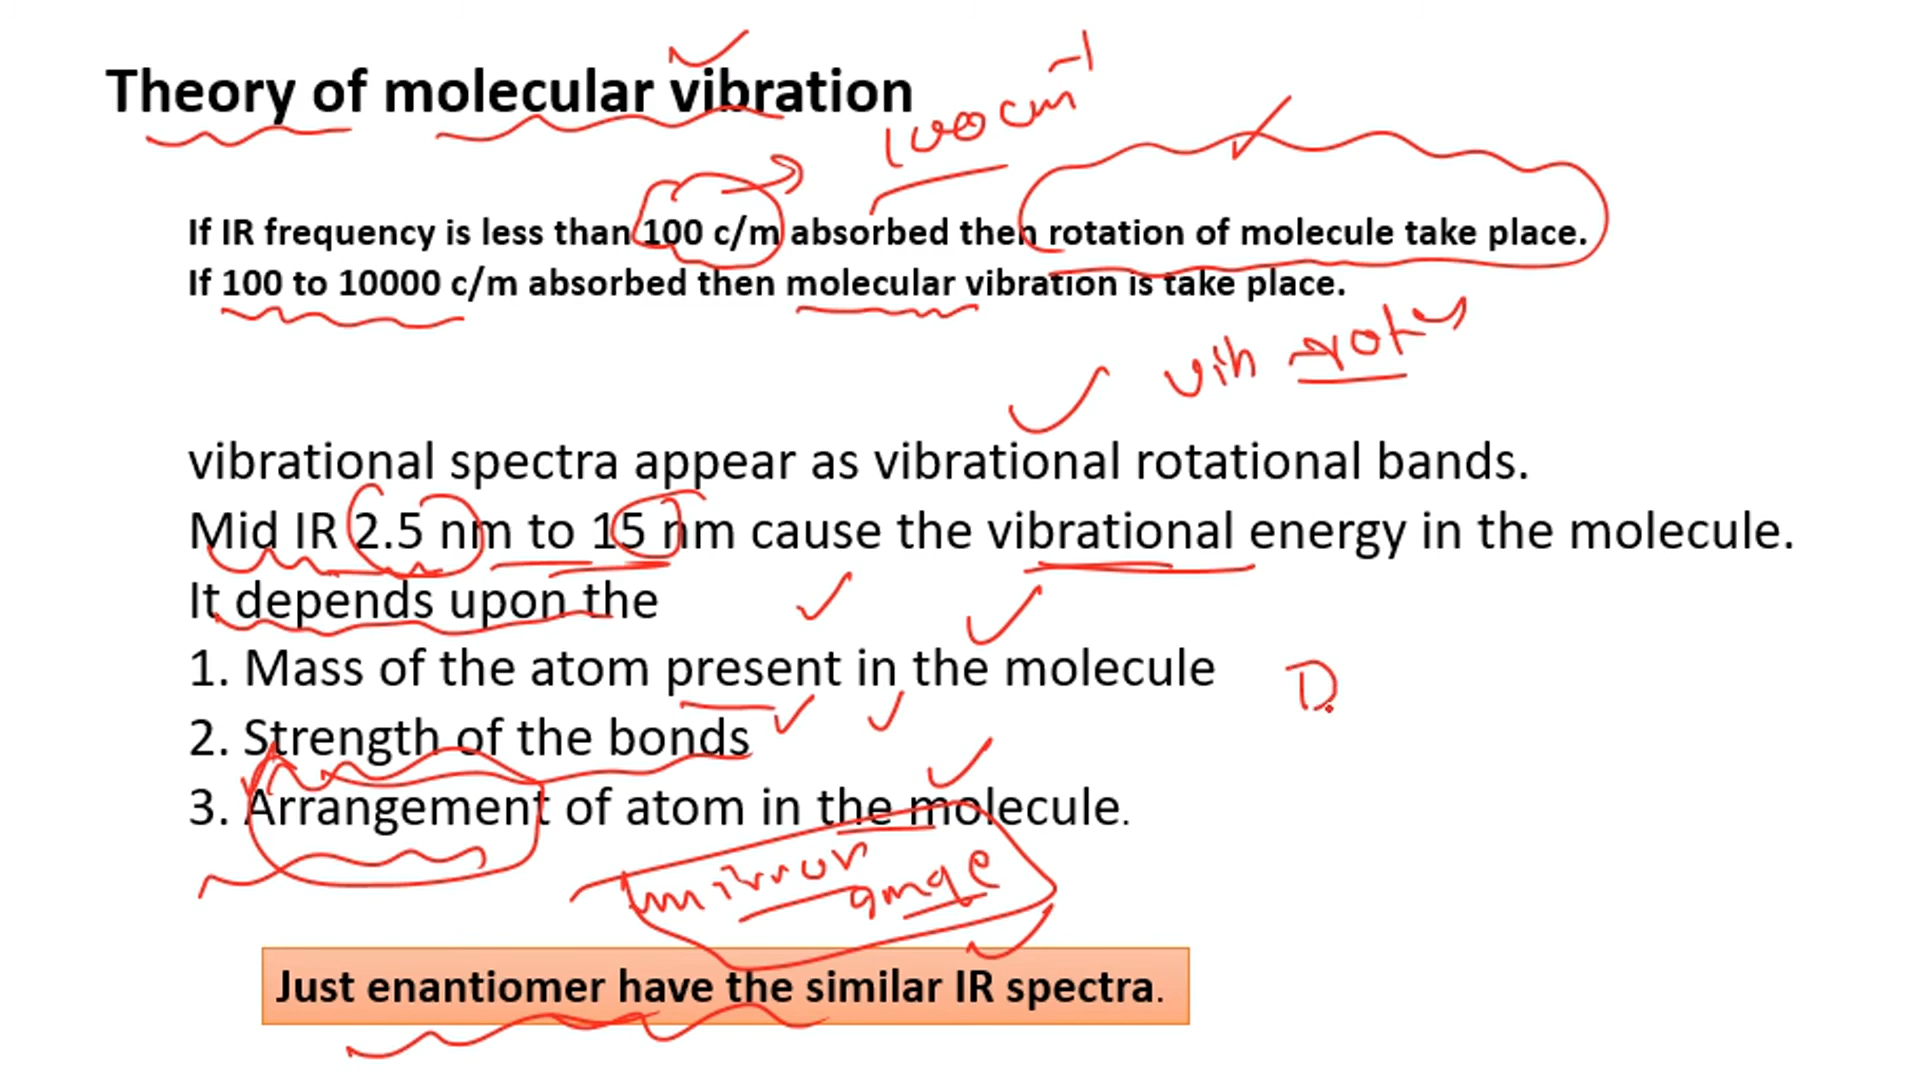 Theory of molecular vibration
1000 cm-1
If IR frequency is less than 100 c/m absorbed then rotation of molecule take place.
If 100 to 10000 c/m absorbed then molecular vibration is take place.
vib
vibrational spectra appear as vibrational rotational bands.
Mid IR 2.5 nm to 15 nm cause the vibrational energy in the molecule.
It depends upon the
1. Mass of the atom present in the molecule
D
2. Strength of the bonds
3. Arrangement of atom in the molecule.
mirror
Just enantiomer have the similar IR spectra.